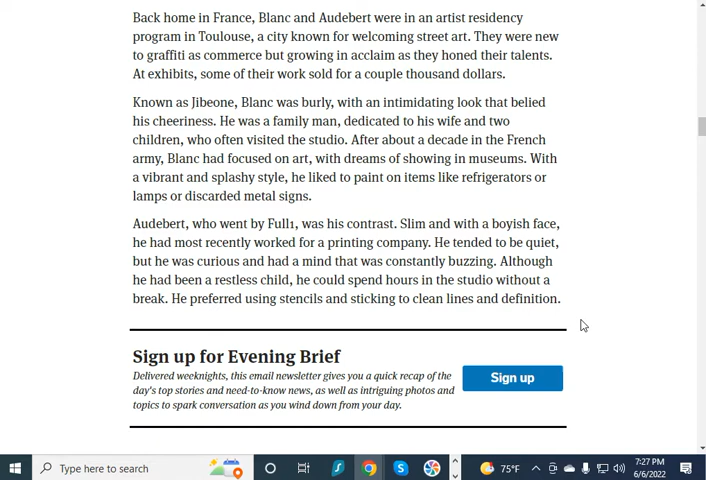 Back home in France, Blanc and Audebert were in an artist residency
program in Toulouse, a city known for welcoming street art. They were new
to graffiti as commerce but growing in acclaim as they honed their talents.
At exhibits, some of their work sold for a couple thousand dollars.
Known as Jibeone, Blanc was burly, with an intimidating look that belied
his cheeriness. He was a family man, dedicated to his wife and two
children, who often visited the studio. After about a decade in the French
army, Blanc had focused on art, with dreams of showing in museums. With
a vibrant and splashy style, he liked to paint on items like refrigerators or
lamps or discarded metal signs.
Audebert, who went by Full1, was his contrast. Slim and with a boyish face,
he had most recently worked for a printing company. He tended to be quiet,
but he was curious and had a mind that was constantly buzzing. Although
he had been a restless child, he could spend hours in the studio without a
break. He preferred using stencils and sticking to clean lines and definition.
Sign up for Evening Brief
Delivered weeknights, this email newsletter gives you a quick recap of the
day's top stories and need-to-know news, as well as intriguing photos and
topics to spark conversation as you wind down from your day.
Sign up
Type here to search
75°F
7:27 PM
6/6/2022